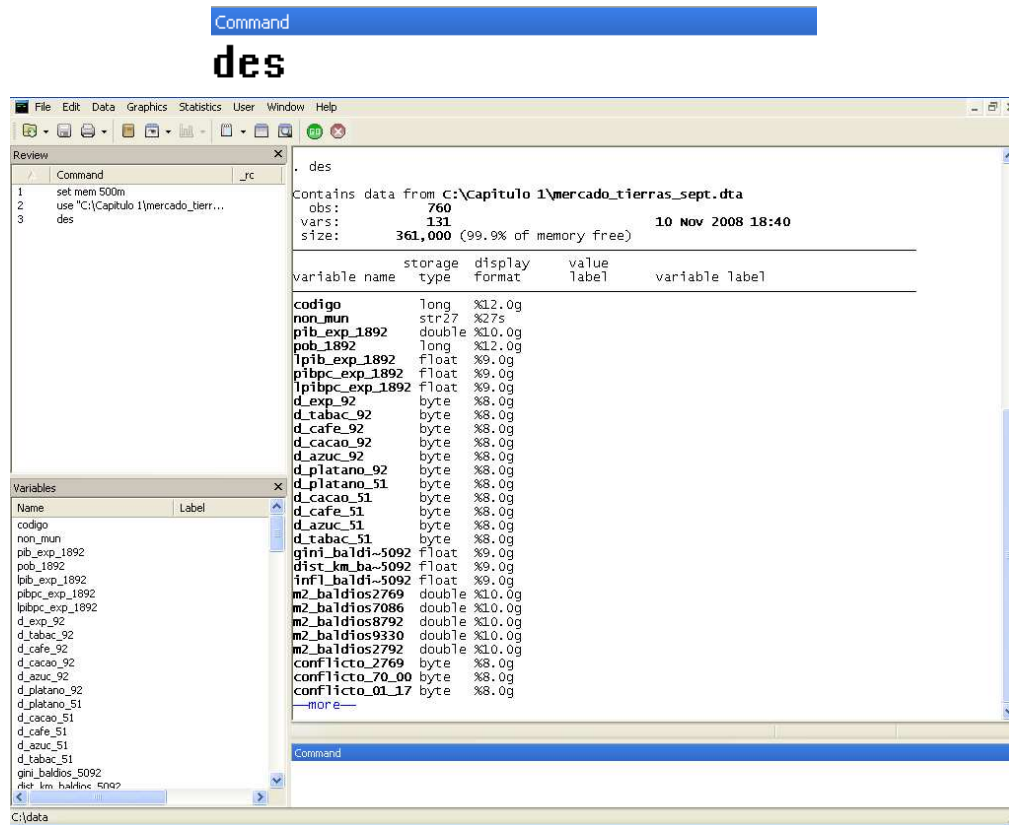 Command
des
File Edit Data Graphics Statistics User Window Help
Review
Command _rc
1 set mem 500m
2 use "C:\Capitulo 1\mercado_tierr...
3 des
Variables
Name Label
codigo
non_mun
pib_exp_1892
pob_1892
lpib_exp_1892
pibpc_exp_1892
lpibpc_exp_1892
d_exp_92
d_tabac_92
d_cafe_92
d_cacao_92
d_azuc_92
d_platano_92
d_platano_51
d_cacao_51
d_cafe_51
d_azuc_51
d_tabac_51
gini_baldios_5092
dist_km_baldios_5092
. des
Contains data from C:\Capitulo 1\mercado_tierras_sept.dta
obs: 760
vars: 131 10 Nov 2008 18:40
size: 361,000 (99.9% of memory free)
storage display value
variable name type format label variable label
codigo long %12.0g
non_mun str27 %27s
pib_exp_1892 double %10.0g
pob_1892 long %12.0g
lpib_exp_1892 float %9.0g
pibpc_exp_1892 float %9.0g
lpibpc_exp_1892 float %9.0g
d_exp_92 byte %8.0g
d_tabac_92 byte %8.0g
d_cafe_92 byte %8.0g
d_cacao_92 byte %8.0g
d_azuc_92 byte %8.0g
d_platano_92 byte %8.0g
d_platano_51 byte %8.0g
d_cacao_51 byte %8.0g
d_cafe_51 byte %8.0g
d_azuc_51 byte %8.0g
d_tabac_51 byte %8.0g
gini_baldi~5092 float %9.0g
dist_km_ba~5092 float %9.0g
infl_baldi~5092 float %9.0g
m2_baldios2769 double %10.0g
m2_baldios7086 double %10.0g
m2_baldios8792 double %10.0g
m2_baldios9330 double %10.0g
m2_baldios2792 double %10.0g
conflicto_2769 byte %8.0g
conflicto_70_00 byte %8.0g
conflicto_01_17 byte %8.0g
—more—
Command
C:\data